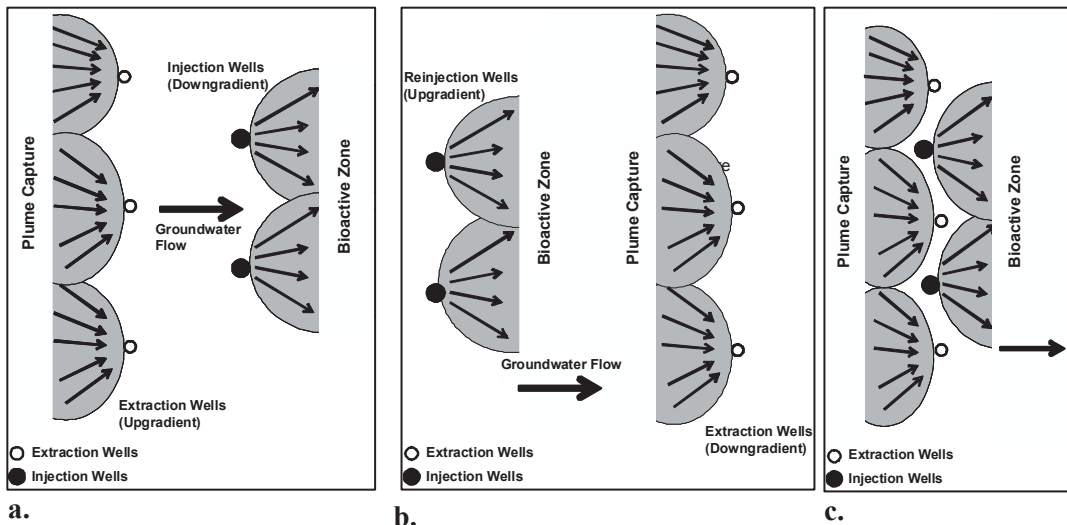 Plume Capture
Injection Wells
(Downgradient)
Bioactive Zone
Groundwater
Flow
Extraction Wells
(Upgradient)
Extraction Wells
Injection Wells
a.
Reinjection Wells
(Upgradient)
Bioactive Zone
Plume Capture
Groundwater Flow
Extraction Wells
(Downgradient)
Extraction Wells
Injection Wells
b.
Plume Capture
Bioactive Zone
Extraction Wells
Injection Wells
c.